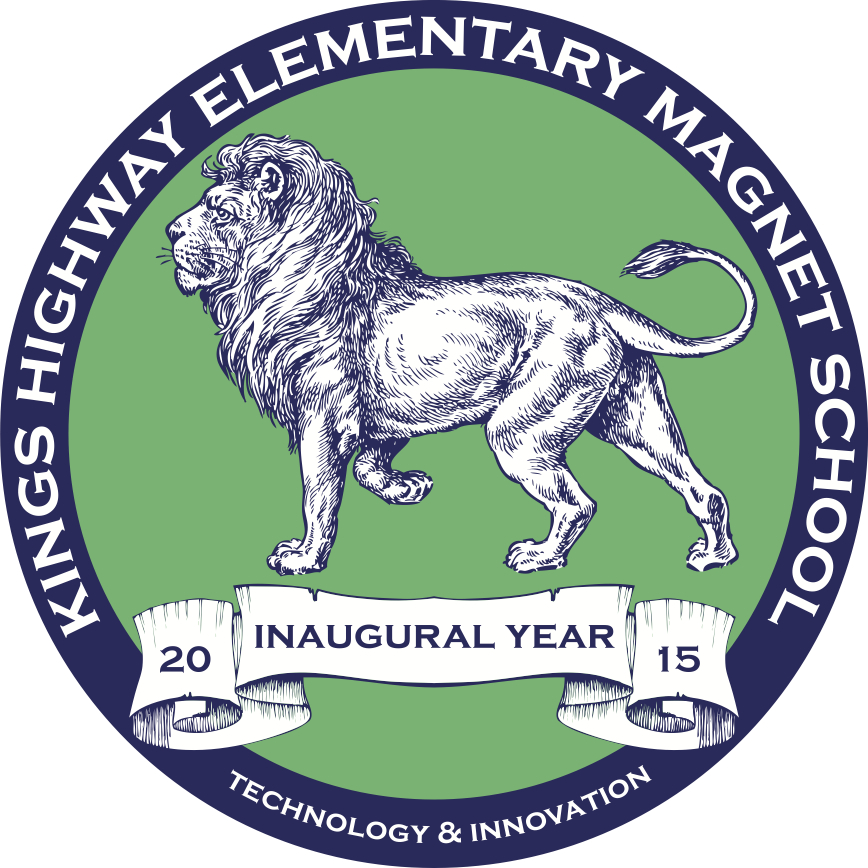 KINGS HIGHWAY ELEMENTARY MAGNET SCHOOL
20 INAUGURAL YEAR 15
TECHNOLOGY & INNOVATION